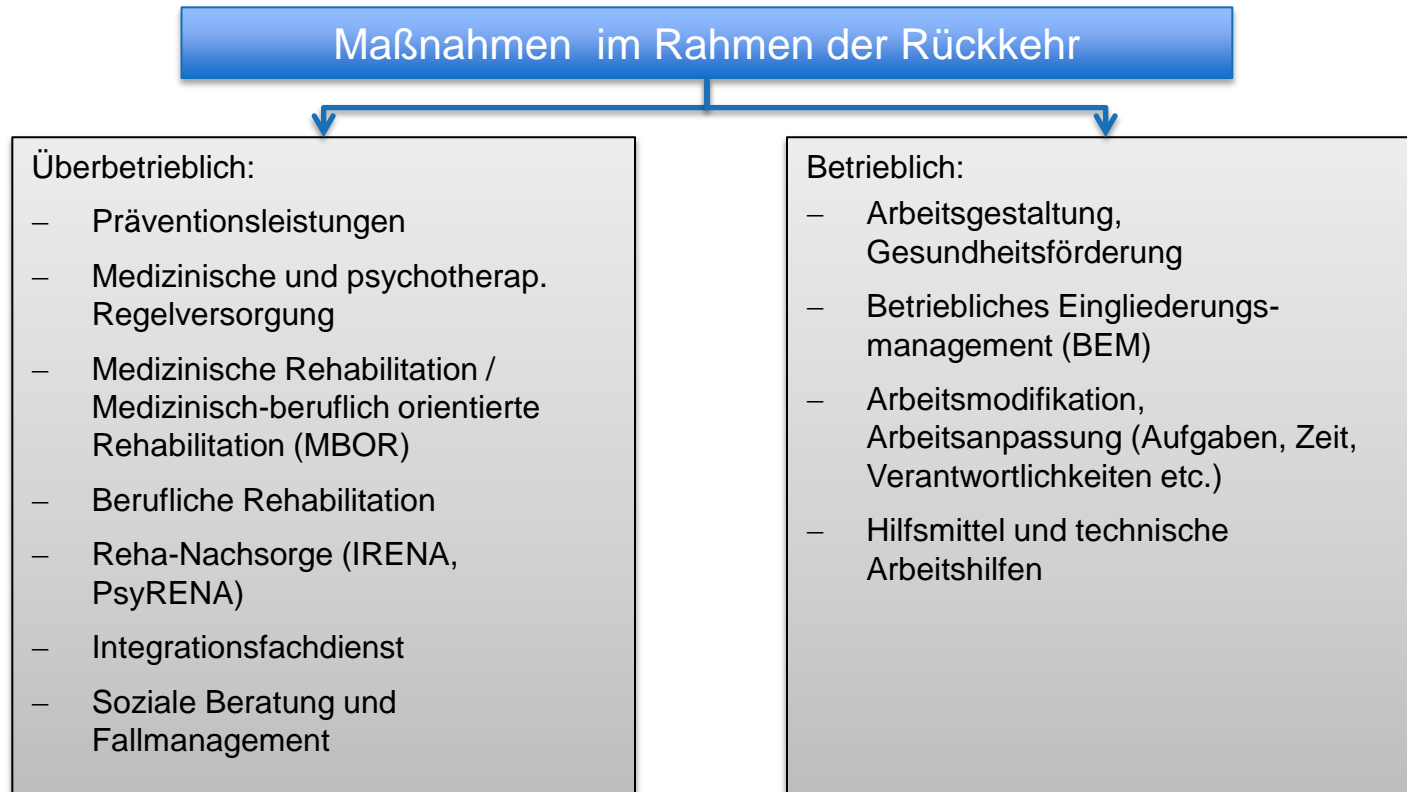 Maßnahmen im Rahmen der Rückkehr
Überbetrieblich:
– Präventionsleistungen
– Medizinische und psychotherap.
Regelversorgung
– Medizinische Rehabilitation /
Medizinisch-beruflich orientierte
Rehabilitation (MBOR)
– Berufliche Rehabilitation
– Reha-Nachsorge (IRENA,
PsyRENA)
– Integrationsfachdienst
– Soziale Beratung und
Fallmanagement
Betrieblich:
– Arbeitsgestaltung,
Gesundheitsförderung
– Betriebliches Eingliederungs-
management (BEM)
– Arbeitsmodifikation,
Arbeitsanpassung (Aufgaben, Zeit,
Verantwortlichkeiten etc.)
– Hilfsmittel und technische
Arbeitshilfen